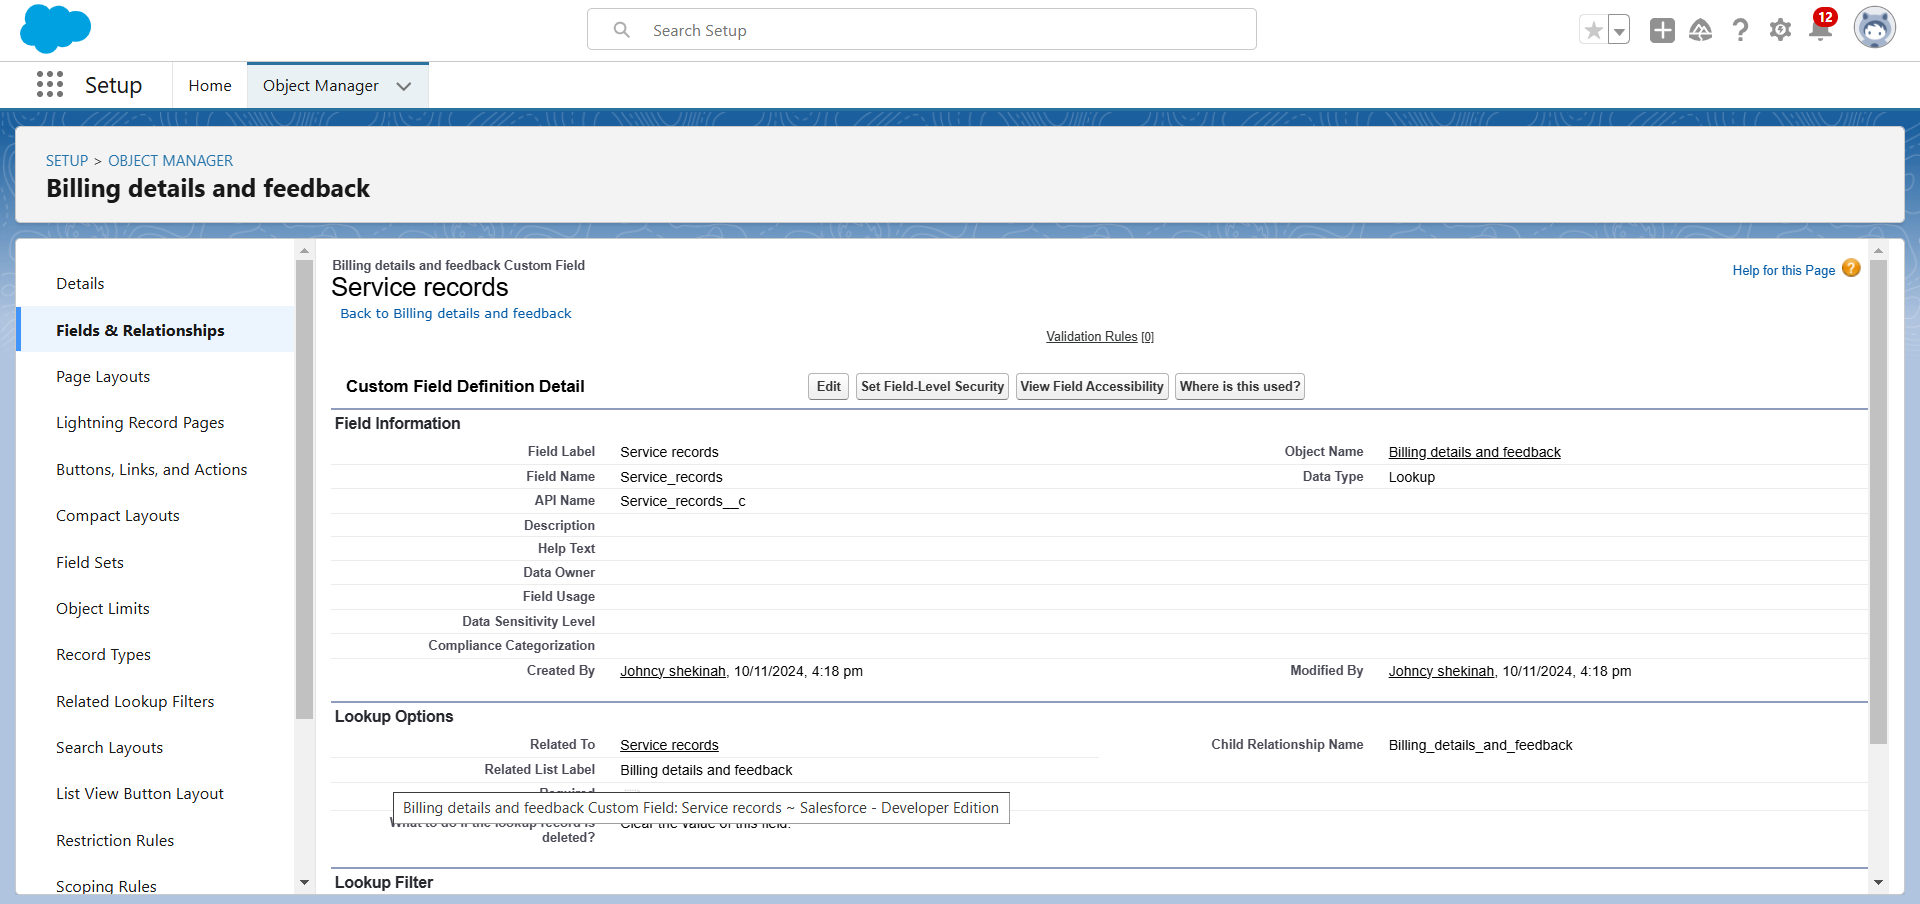 Search Setup
12
Setup
Home
Object Manager
SETUP > OBJECT MANAGER
Billing details and feedback
Details
Fields & Relationships
Page Layouts
Lightning Record Pages
Buttons, Links, and Actions
Compact Layouts
Field Sets
Object Limits
Record Types
Related Lookup Filters
Search Layouts
List View Button Layout
Restriction Rules
Scoping Rules
Billing details and feedback Custom Field
Service records
Back to Billing details and feedback
Help for this Page ?
Validation Rules [0]
Custom Field Definition Detail
Edit
Set Field-Level Security
View Field Accessibility
Where is this used?
Field Information
Field Label Service records Object Name Billing details and feedback
Field Name Service_records Data Type Lookup
API Name Service_records__c
Description
Help Text
Data Owner
Field Usage
Data Sensitivity Level
Compliance Categorization
Created By Johncy shekinah, 10/11/2024, 4:18 pm Modified By Johncy shekinah, 10/11/2024, 4:18 pm
Lookup Options
Related To Service records Child Relationship Name Billing_details_and_feedback
Related List Label Billing details and feedback
Required
Billing details and feedback Custom Field: Service records ~ Salesforce - Developer Edition
What to do if the lookup record is Clear the value of this field.
deleted?
Lookup Filter